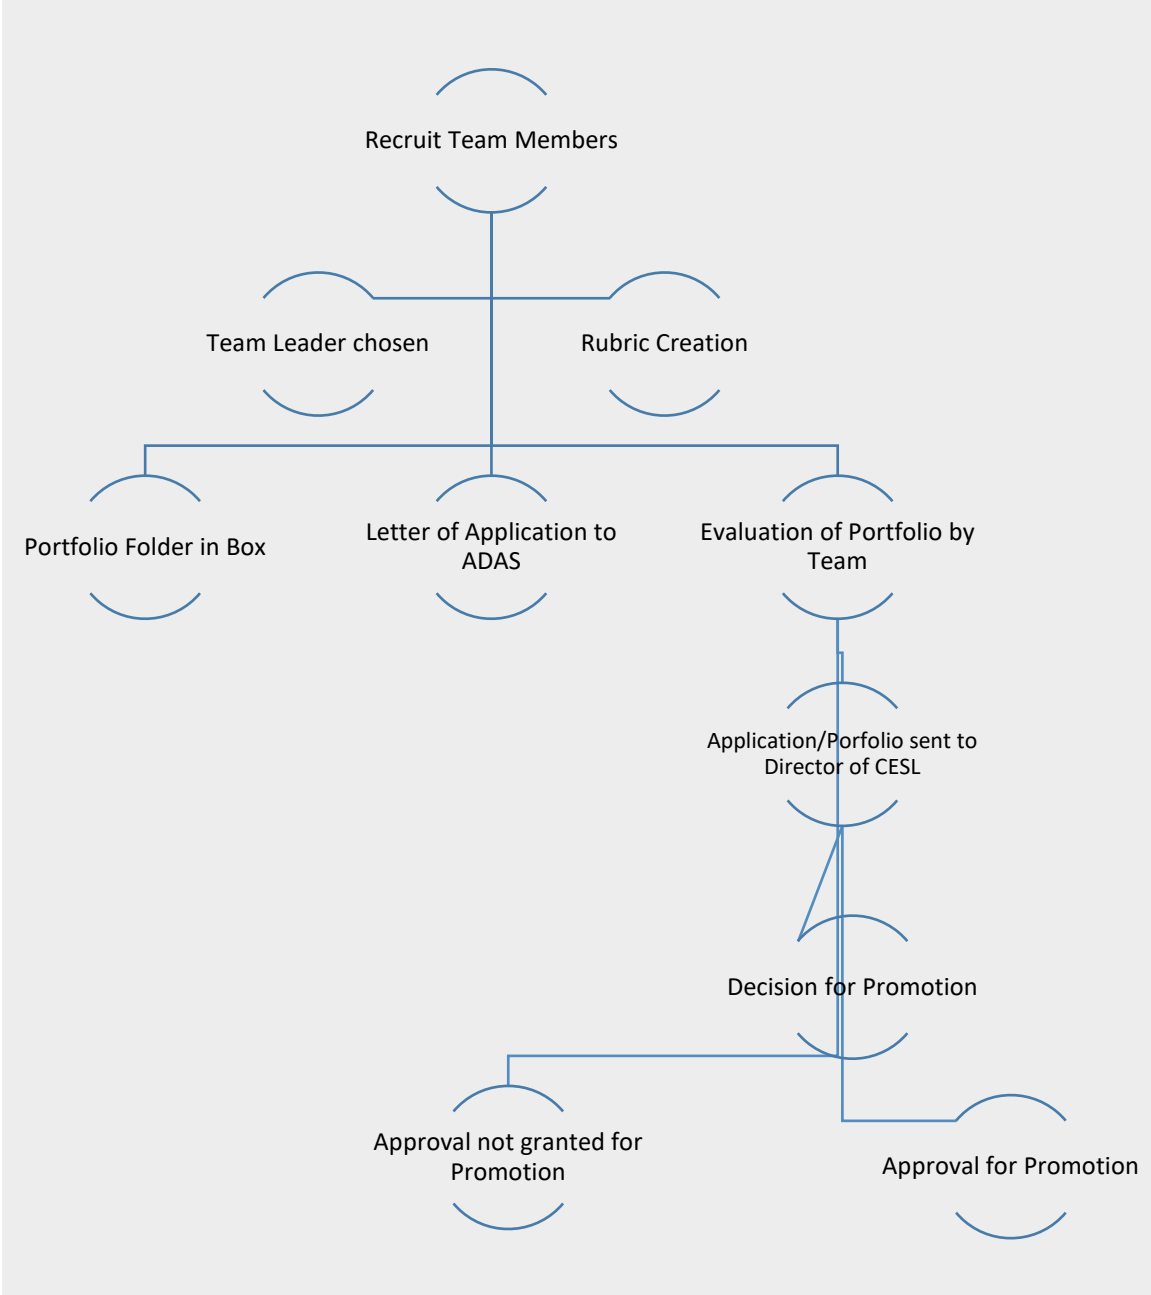 Recruit Team Members
Team Leader chosen
Rubric Creation
Portfolio Folder in Box
Letter of Application to
ADAS
Evaluation of Portfolio by
Team
Application/Porfolio sent to
Director of CESL
Decision for Promotion
Approval not granted for
Promotion
Approval for Promotion